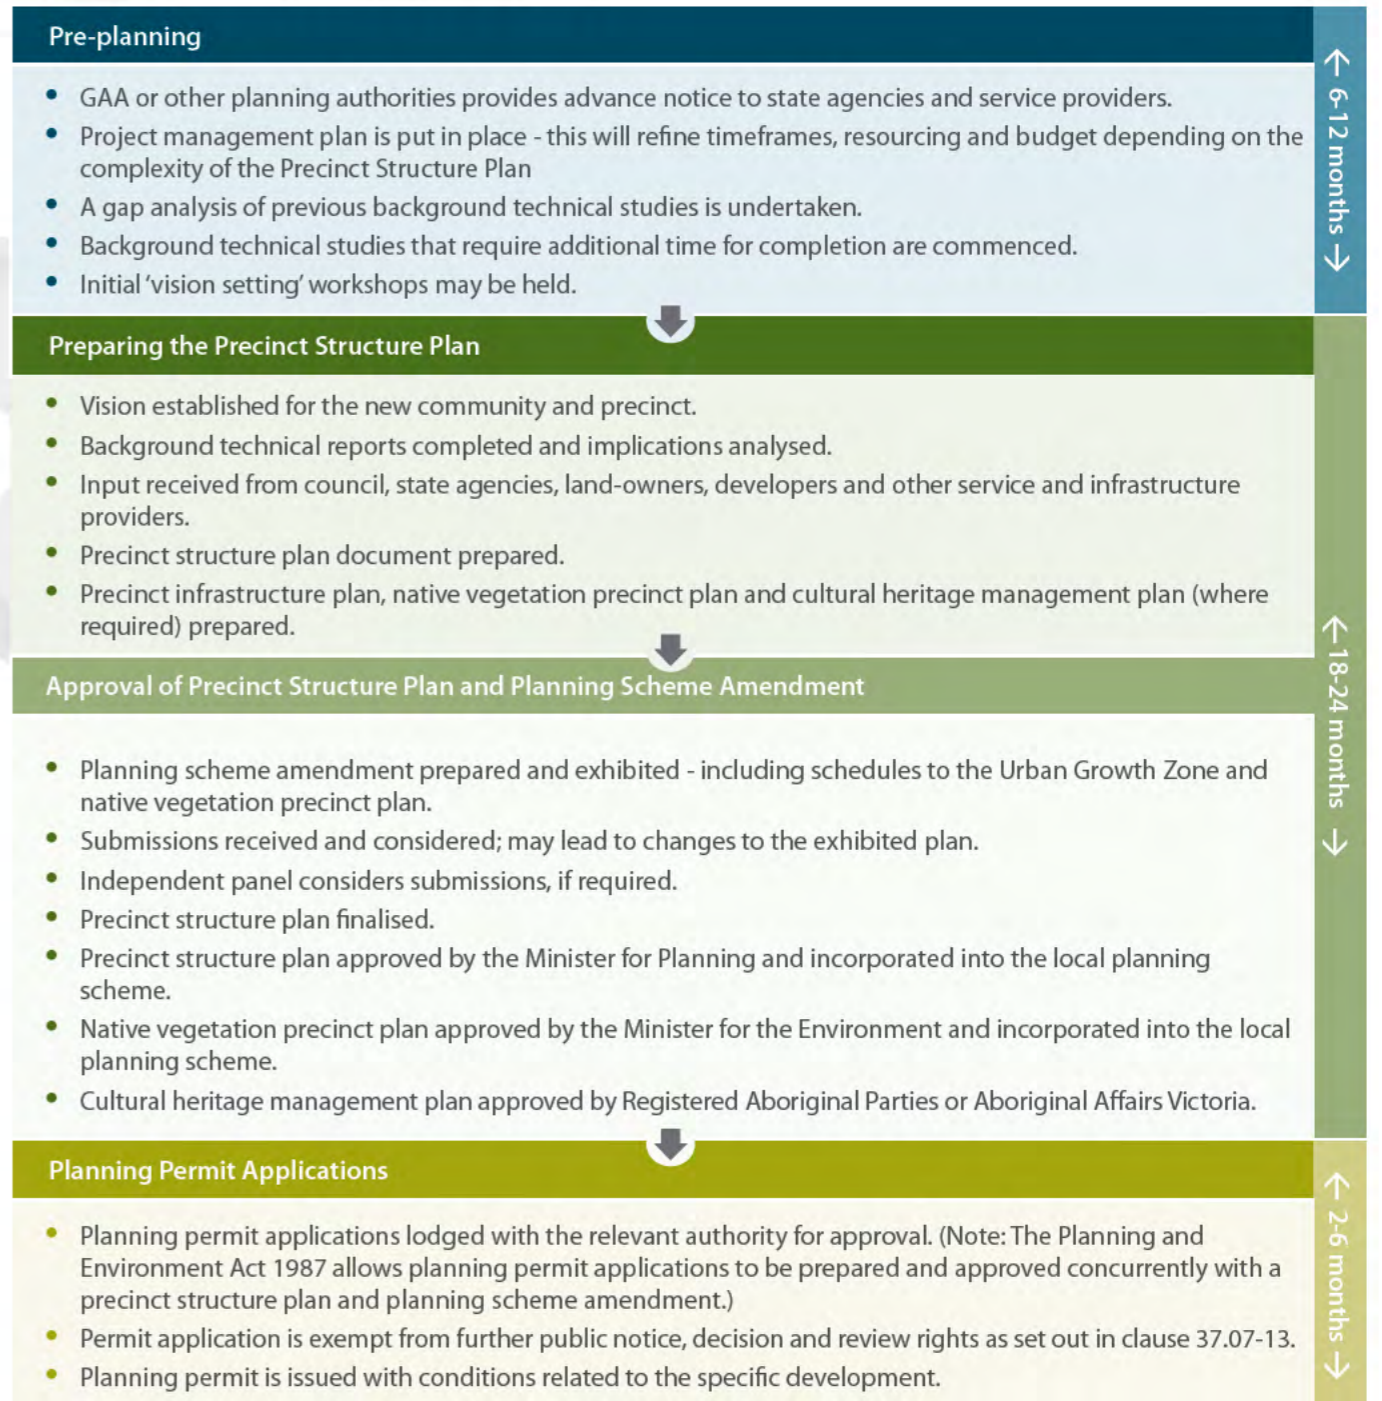 Pre-planning
• GAA or other planning authorities provides advance notice to state agencies and service providers.
• Project management plan is put in place - this will refine timeframes, resourcing and budget depending on the
complexity of the Precinct Structure Plan
• A gap analysis of previous background technical studies is undertaken.
• Background technical studies that require additional time for completion are commenced.
• Initial ‘vision setting’ workshops may be held.
← 6-12 months →
Preparing the Precinct Structure Plan
• Vision established for the new community and precinct.
• Background technical reports completed and implications analysed.
• Input received from council, state agencies, land-owners, developers and other service and infrastructure
providers.
• Precinct structure plan document prepared.
• Precinct infrastructure plan, native vegetation precinct plan and cultural heritage management plan (where
required) prepared.
Approval of Precinct Structure Plan and Planning Scheme Amendment
• Planning scheme amendment prepared and exhibited - including schedules to the Urban Growth Zone and
native vegetation precinct plan.
• Submissions received and considered; may lead to changes to the exhibited plan.
• Independent panel considers submissions, if required.
• Precinct structure plan finalised.
• Precinct structure plan approved by the Minister for Planning and incorporated into the local planning
scheme.
• Native vegetation precinct plan approved by the Minister for the Environment and incorporated into the local
planning scheme.
• Cultural heritage management plan approved by Registered Aboriginal Parties or Aboriginal Affairs Victoria.
←18-24 months →
Planning Permit Applications
• Planning permit applications lodged with the relevant authority for approval. (Note: The Planning and
Environment Act 1987 allows planning permit applications to be prepared and approved concurrently with a
precinct structure plan and planning scheme amendment.)
• Permit application is exempt from further public notice, decision and review rights as set out in clause 37.07-13.
• Planning permit is issued with conditions related to the specific development.
← 2-6 months →